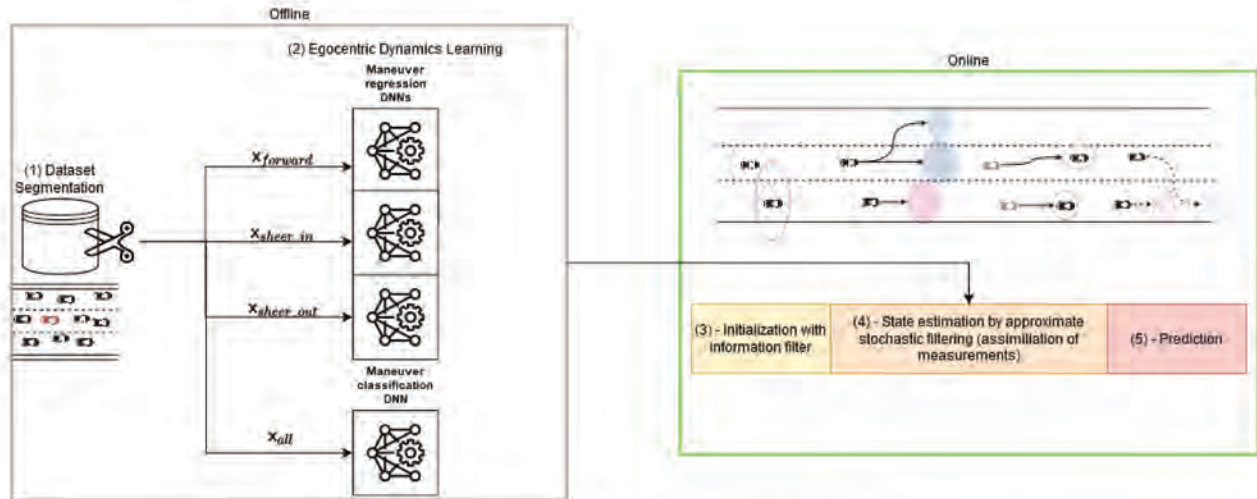 Offline
(2) Egocentric Dynamics Learning
Maneuver
regression
DNNs
(1) Dataset
Segmentation
x_forward
x_sheer_in
x_sheer_out
Maneuver
classification
DNN
x_all
Online
(3) - Initialization with
information filter
(4) - State estimation by approximate
stochastic filtering (assimiliation of
measurements)
(5) - Prediction